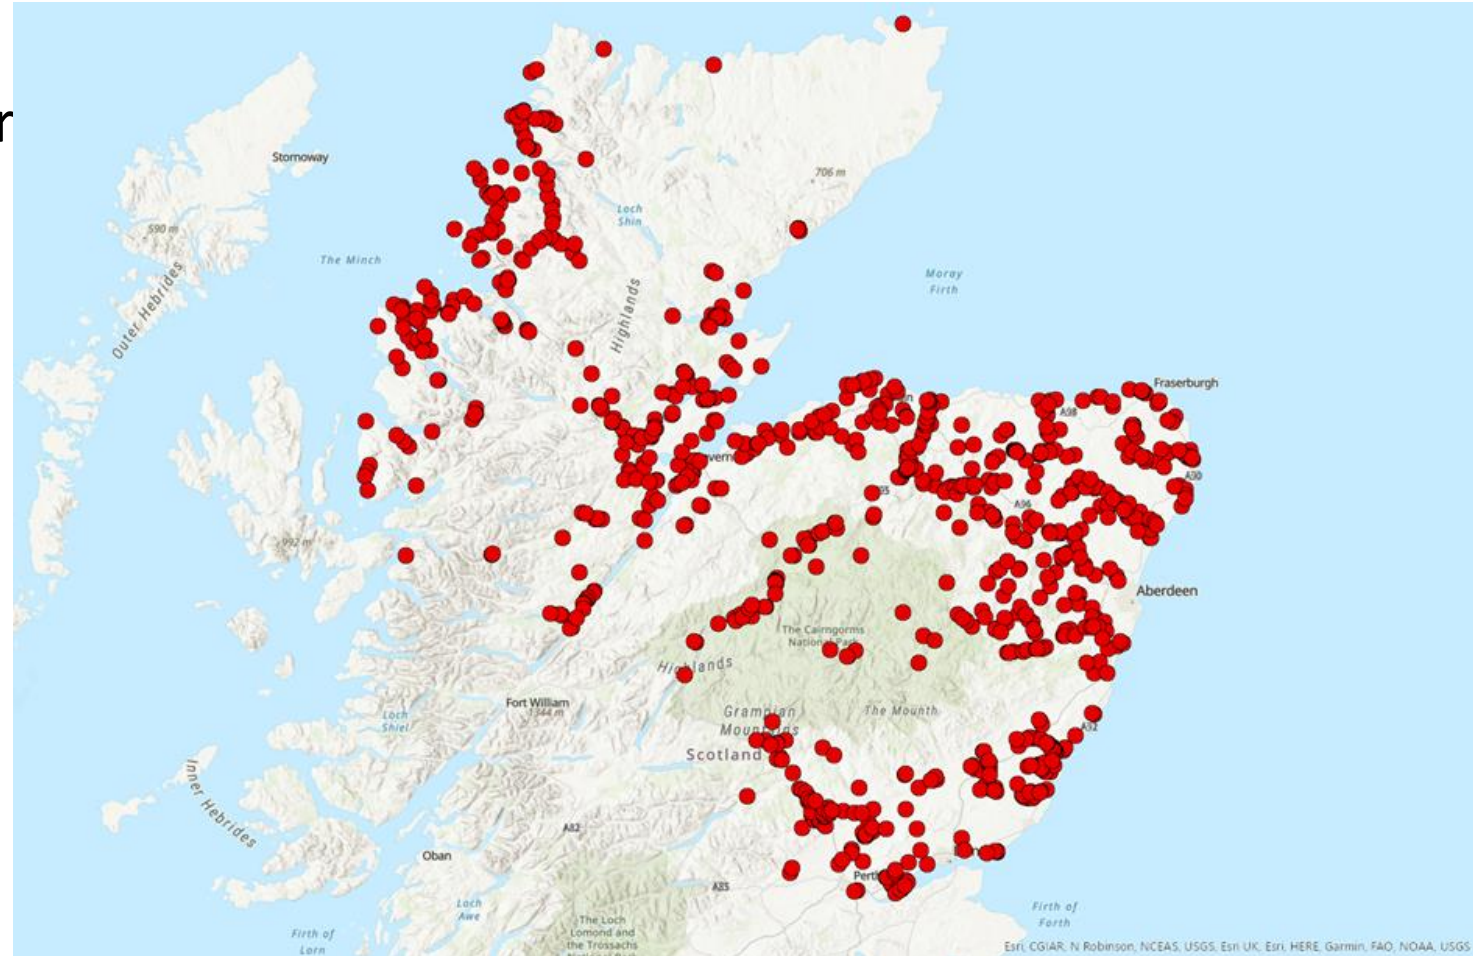 r
Stornoway
706 m
Loch
Shin
590 m
The Minch
Moray
Firth
Outer Hebrides
Highlands
Fraserburgh
A98
A90
A96
992 m
Aberdeen
The Cairngorms
National Park
Highlands
Fort William
1344 m
Loch
Shiel
Grampian
Mountains
The Mounth
A92
Scotland
Inner Hebrides
A82
Oban
Perth
A85
Loch
Awe
The Loch
Lomond and
the Trossachs
Firth of
Forth
Firth of
Lorn
Esri, CGIAR, N Robinson, NCEAS, USGS, Esri UK, Esri, HERE, Garmin, FAO, NOAA, USGS